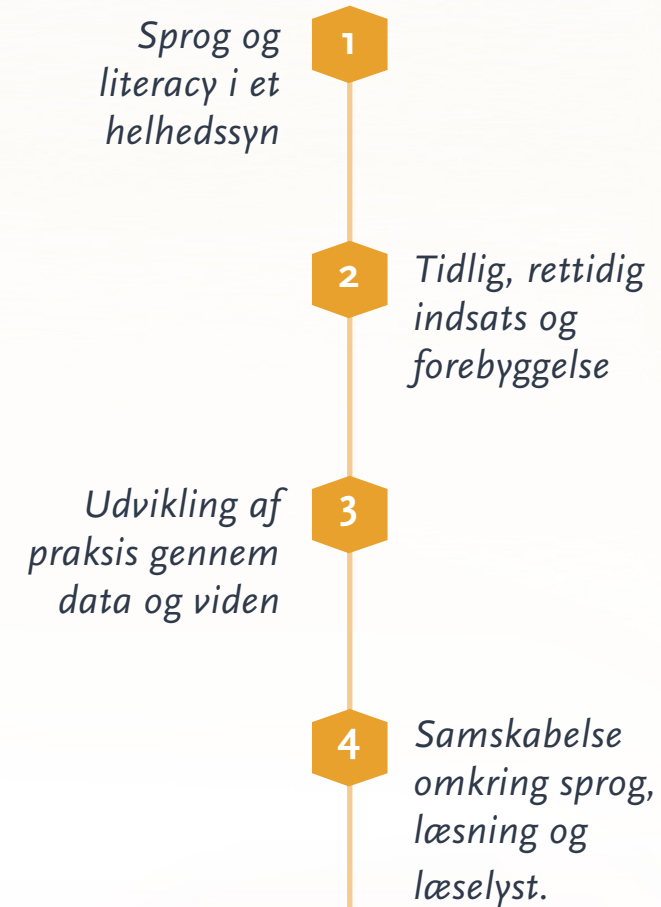 1
Sprog og
literacy i et
helhedssyn
2
Tidlig, rettidig
indsats og
forebyggelse
3
Udvikling af
praksis gennem
data og viden
4
Samskabelse
omkring sprog,
læsning og
læselyst.